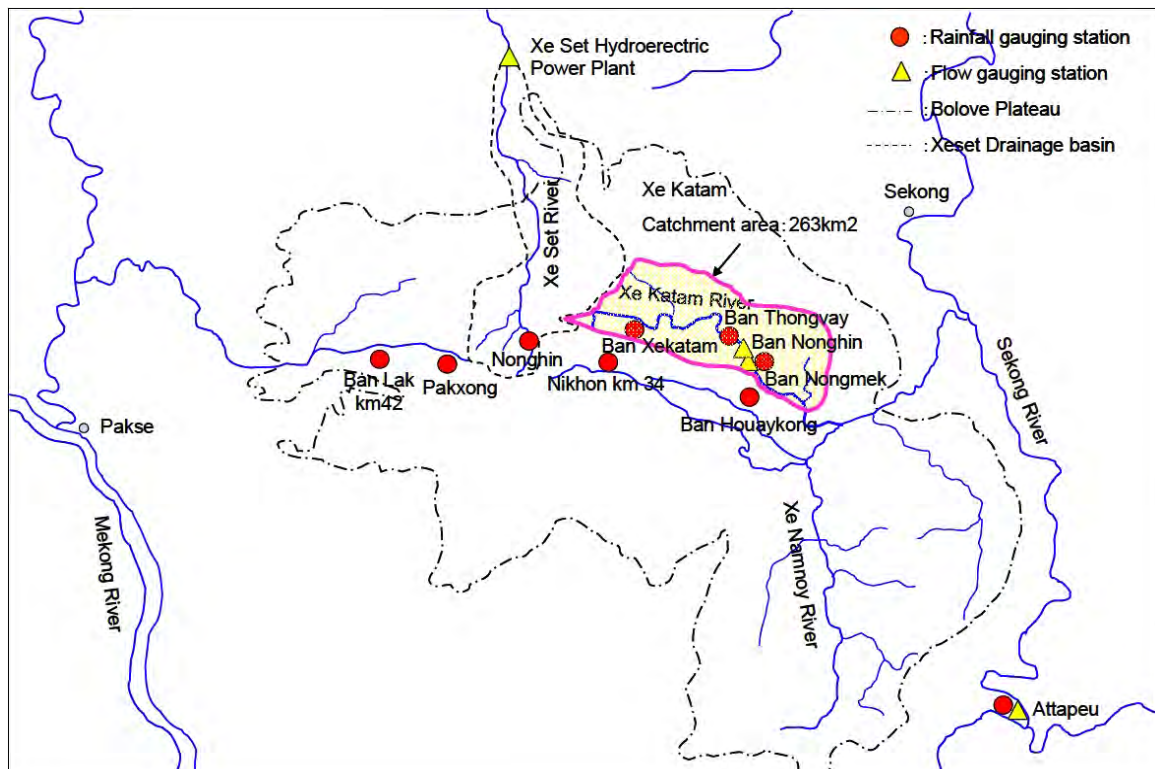 Xe Set Hydroerectric
Power Plant
: Rainfall gauging station
: Flow gauging station
: Bolove Plateau
: Xeset Drainage basin
Xe Katam
Sekong
Catchment area : 263km2
Xe Set River
Xe Katam River
Ban Thongvay
Ban Nonghin
Ban Xekatam
Nonghin
Ban Nongmek
Nikhon km 34
Ban Lak
km42
Pakxong
Ban Houaykong
Pakse
Sekong River
Mekong River
Xe Namnoy River
Attapeu